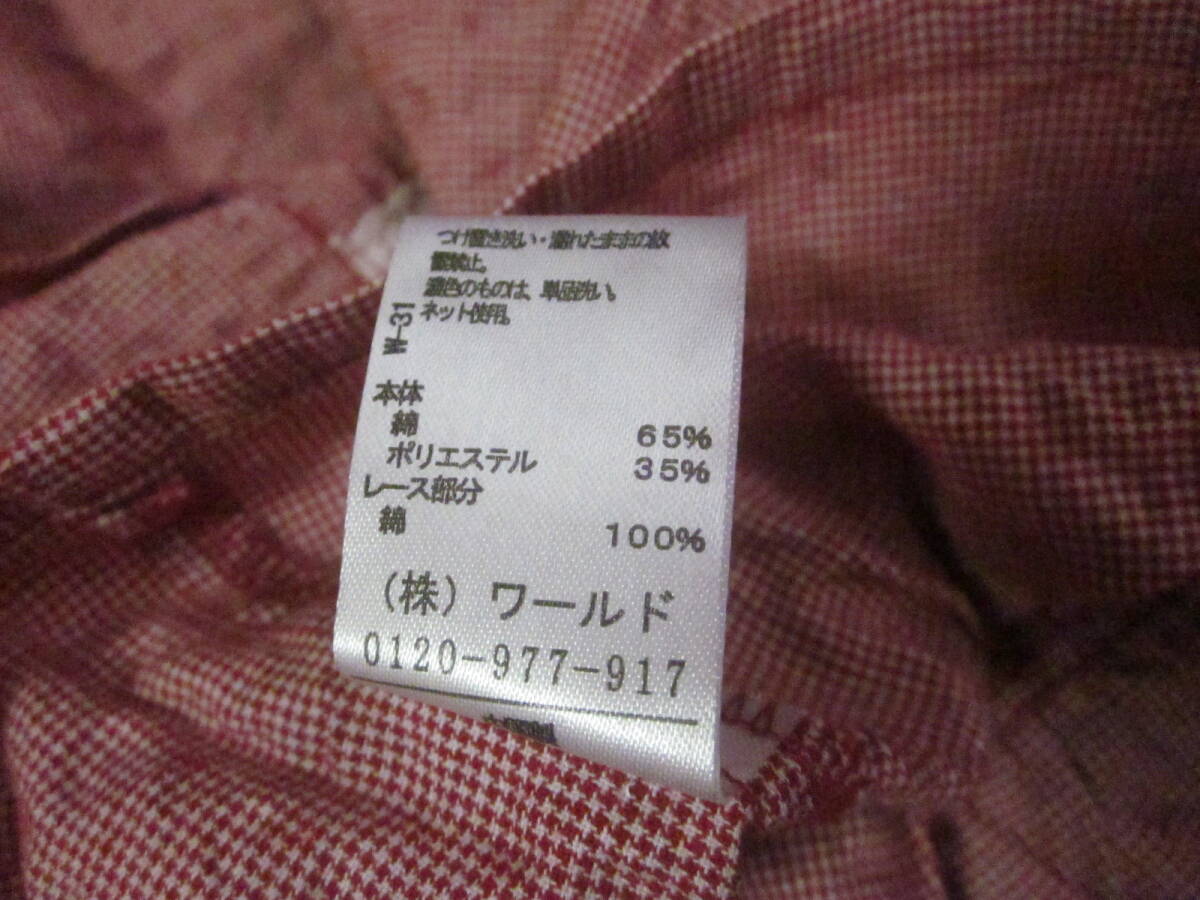 つけ置き洗い・濡れたままの放
置禁止。
濃色のものは、単品洗い。
ネット使用。
W-31
本体
綿 65%
ポリエステル 35%
レース部分
綿 100%
(株) ワールド
0120-977-917